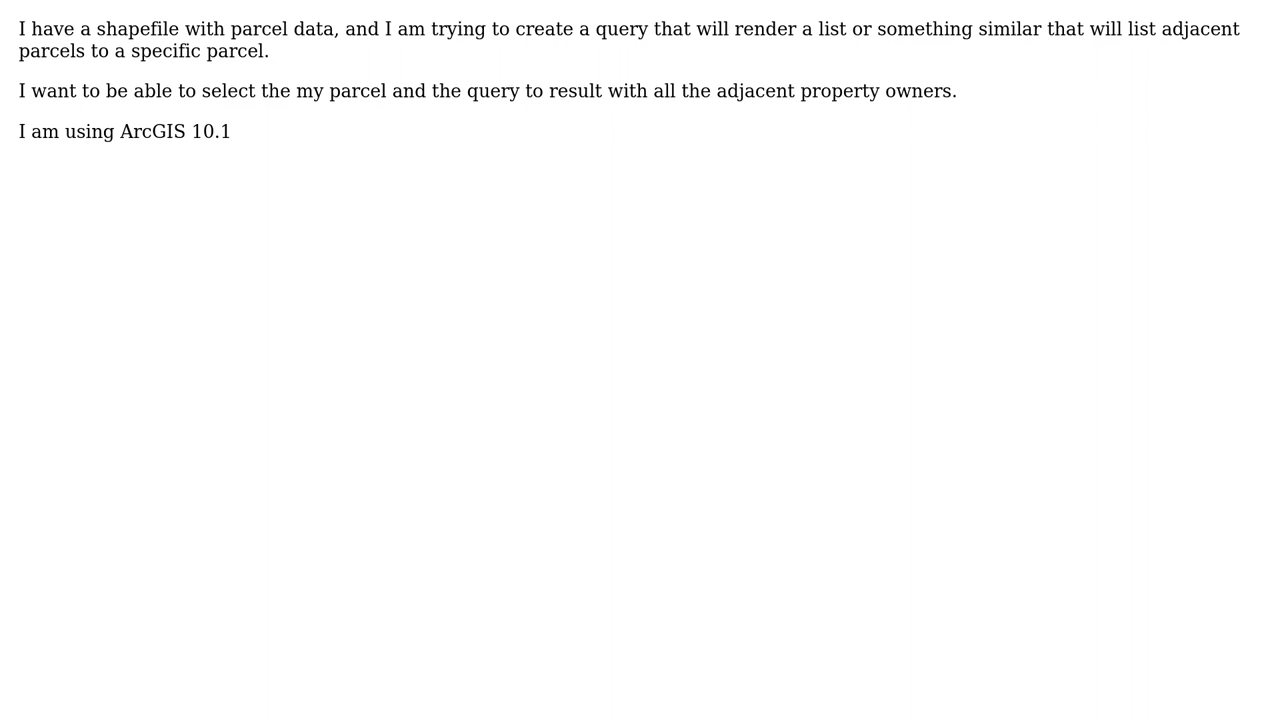 I have a shapefile with parcel data, and I am trying to create a query that will render a list or something similar that will list adjacent
parcels to a specific parcel.
I want to be able to select the my parcel and the query to result with all the adjacent property owners.
I am using ArcGIS 10.1